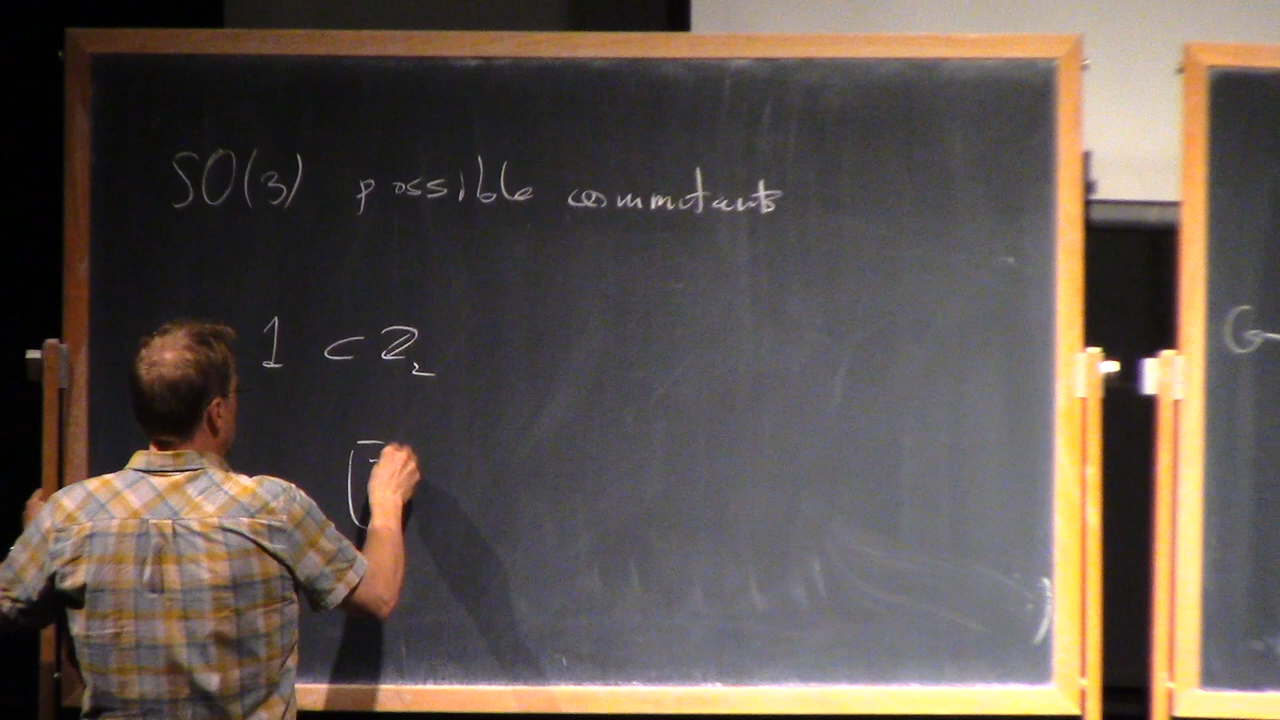 SO(3) possible commutants
1 ⊂ Z₂
G